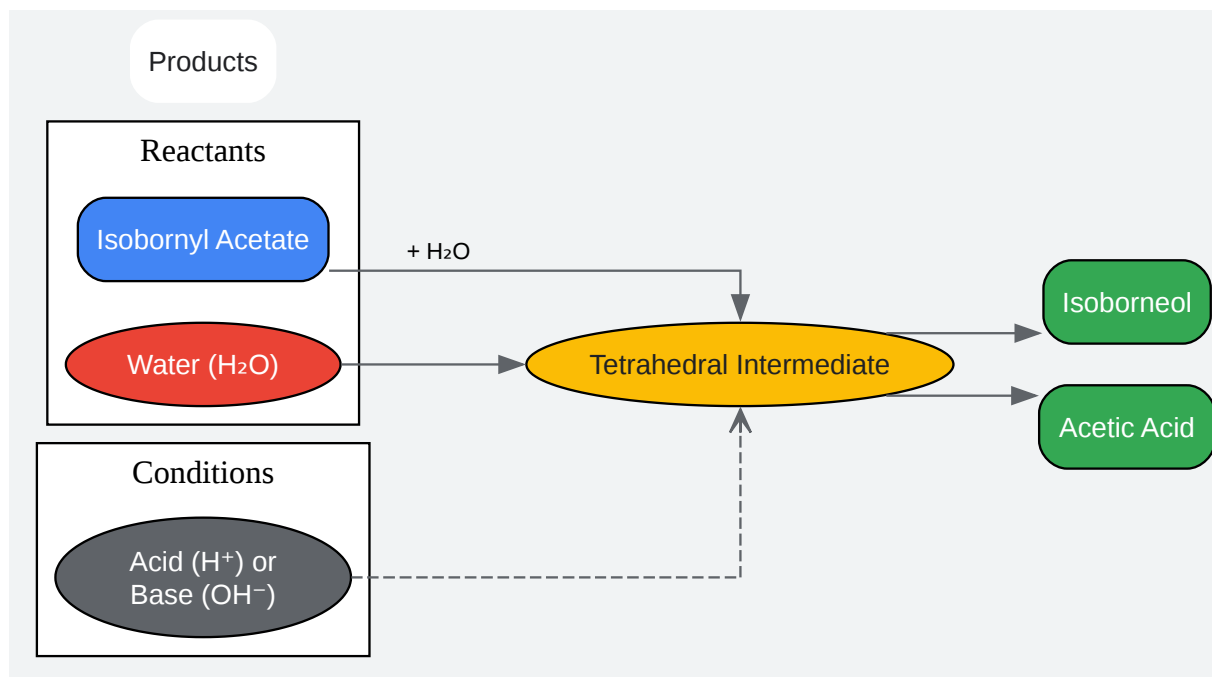 Products
Reactants
Isobornyl Acetate
+ H₂O
Water (H₂O)
Tetrahedral Intermediate
Isoborneol
Acetic Acid
Conditions
Acid (H⁺) or
Base (OH⁻)